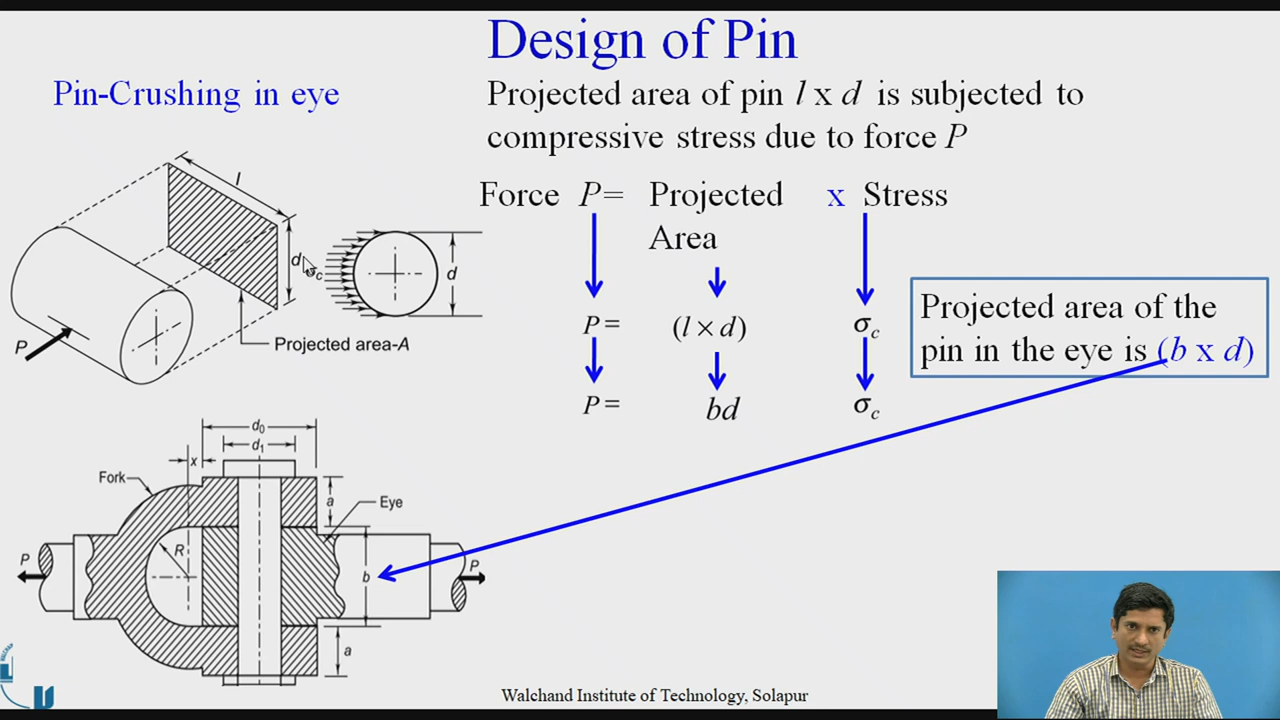 Design of Pin
Pin-Crushing in eye
Projected area of pin l x d is subjected to
compressive stress due to force P
Force P= Projected x Stress
Area
P= (l × d) σc
P= bd σc
Projected area of the
pin in the eye is (b x d)
l
d
σc
d
P
Projected area-A
d0
d1
x
Fork
a
Eye
R
P
b
P
a
Walchand Institute of Technology, Solapur